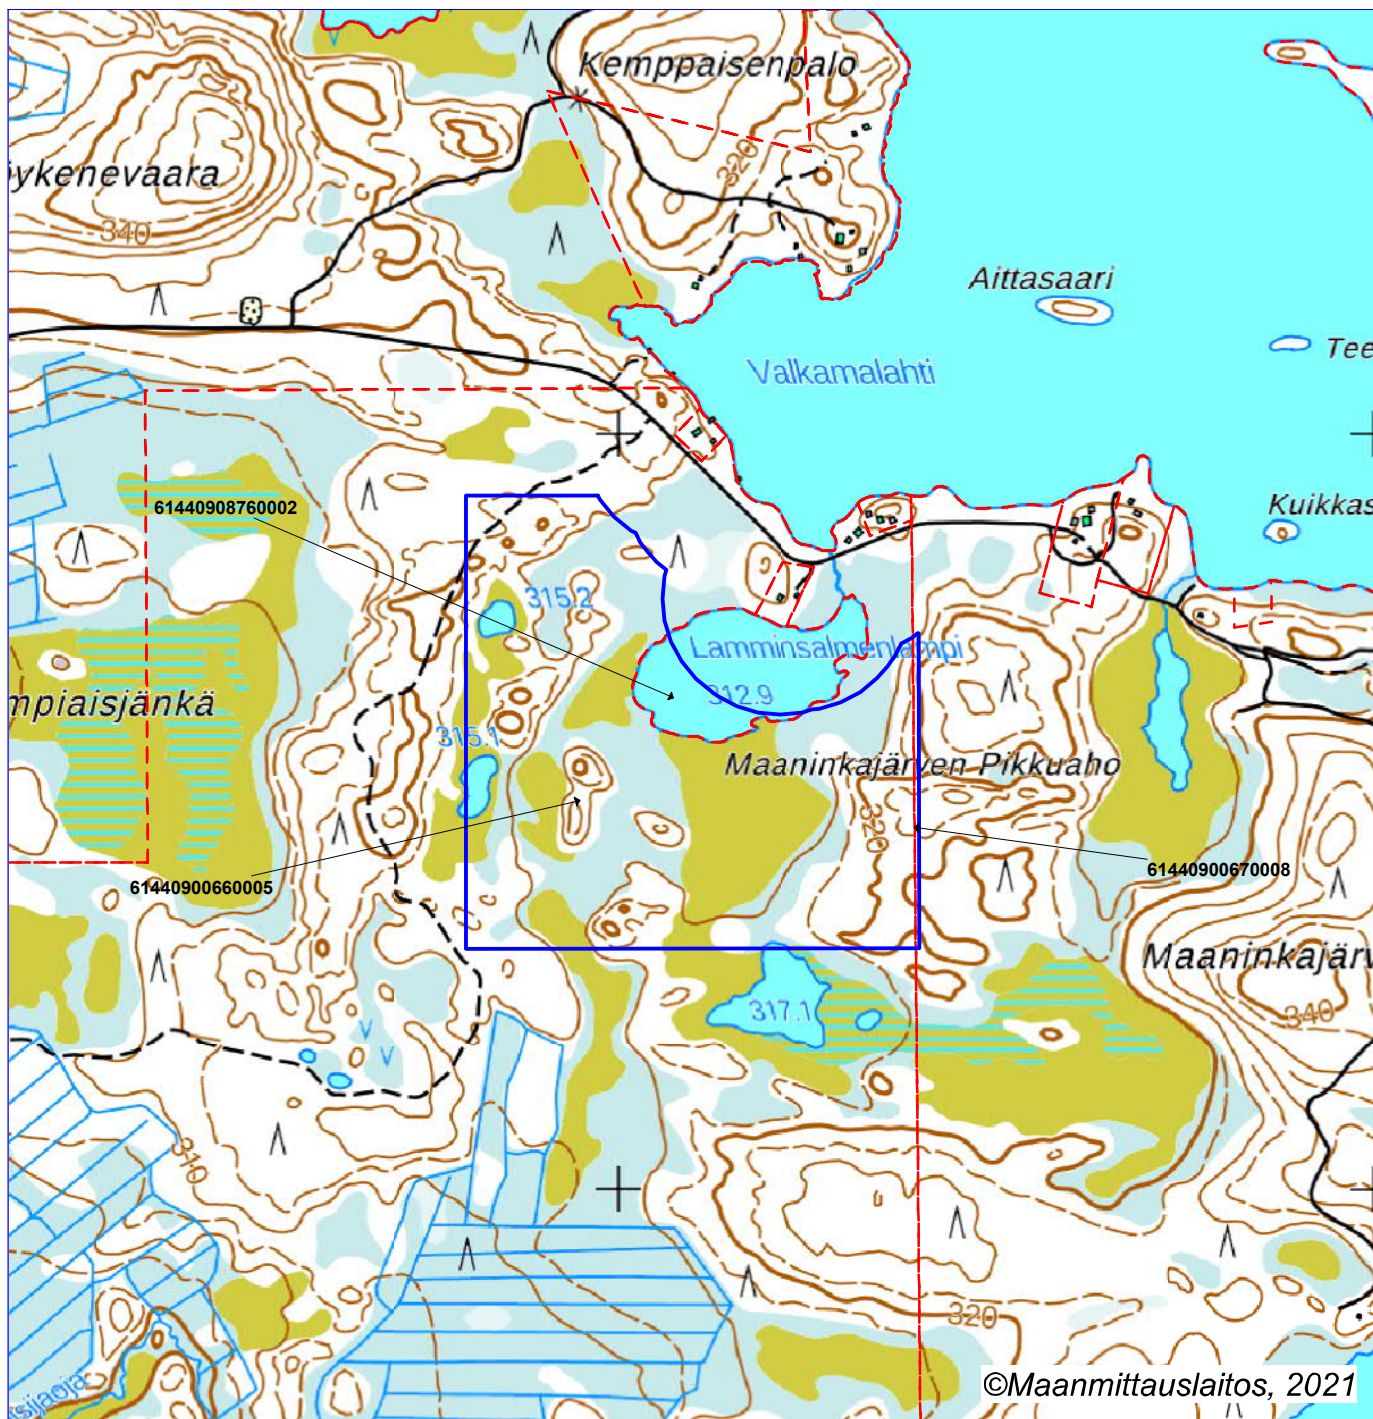 Kemppaisenpalo
ykenevaara
320
340
Aittasaari
Tee
Valkamalahti
61440908760002
Kuikkas
315.2
Lamminsalmenlampi
312.9
mpiaisjänkä
315.1
Maaninkajärven Pikkuaho
320
61440900660005
61440900670008
Maaninkajärv
317.1
340
310
320
sijaoja
©Maanmittauslaitos, 2021